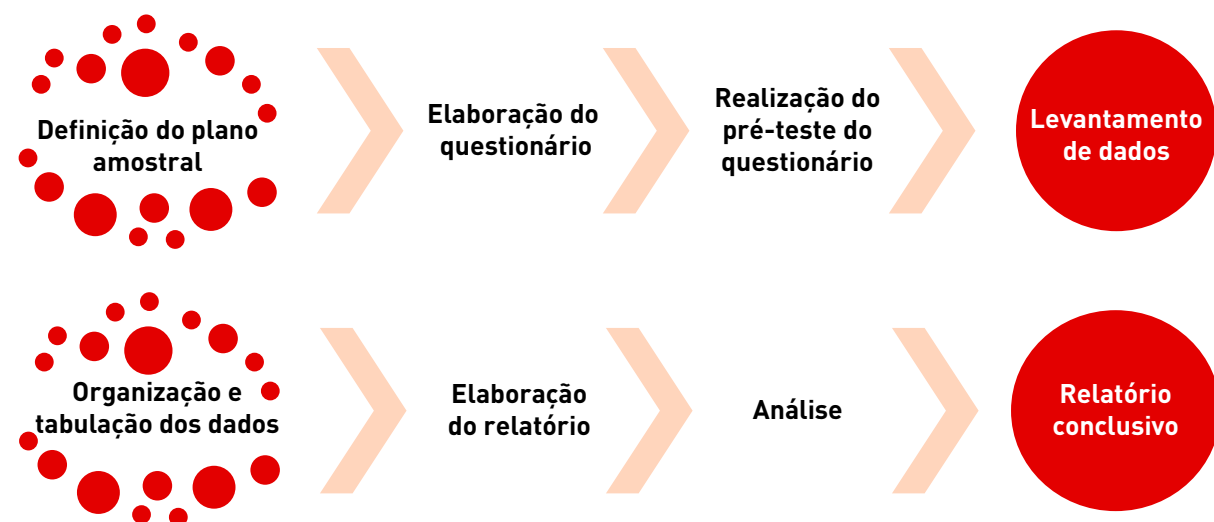 Definição do plano
amostral
Elaboração do
questionário
Realização do
pré-teste do
questionário
Levantamento
de dados
Organização e
tabulação dos dados
Elaboração
do relatório
Análise
Relatório
conclusivo